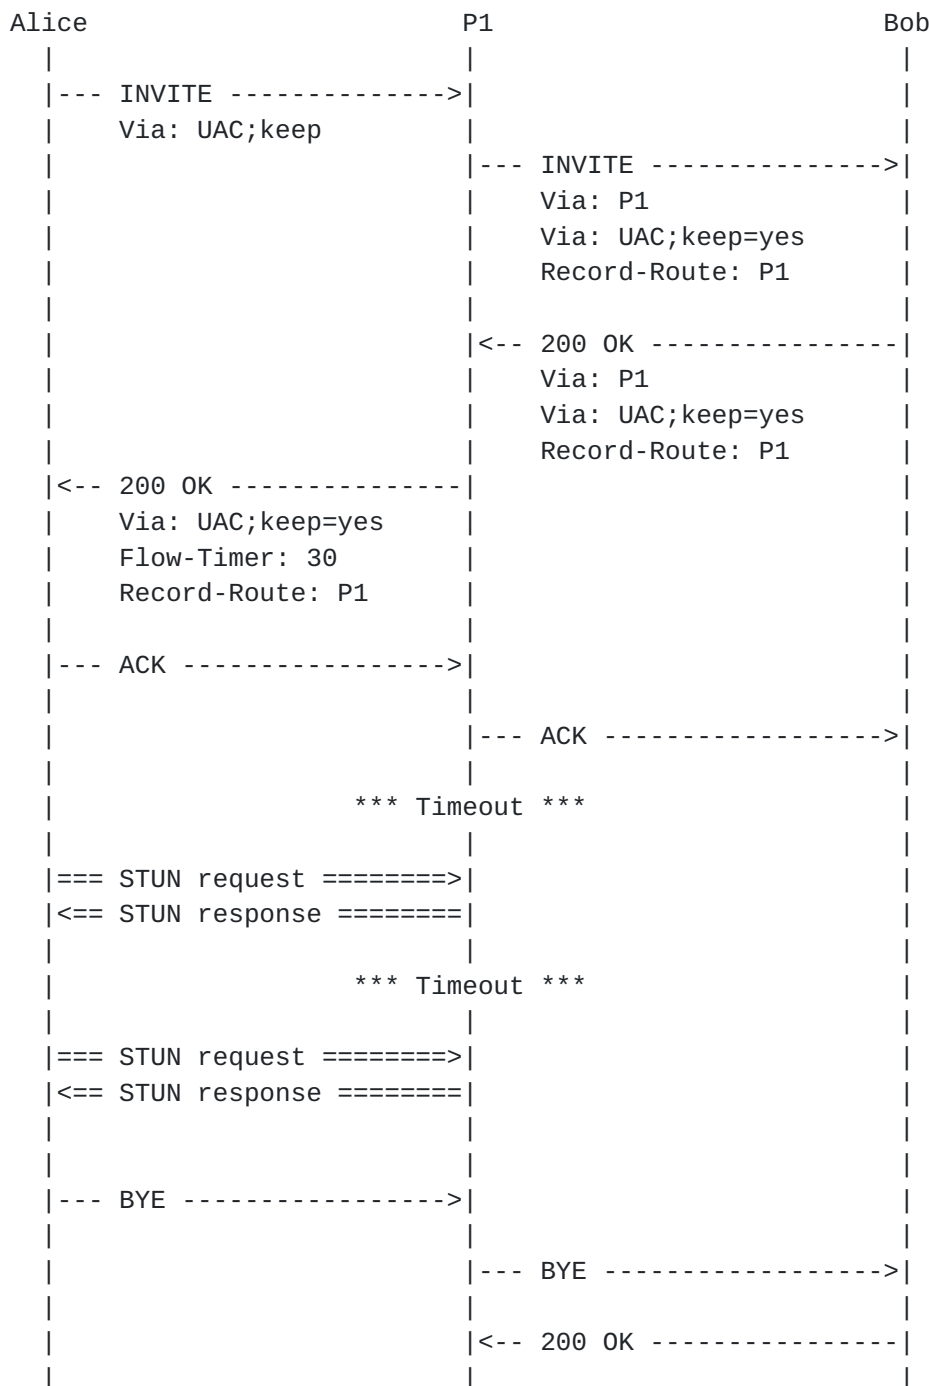 Alice                        P1                         Bob
  |                           |                           |
  |--- INVITE -------------->|                           |
  |    Via: UAC;keep          |                           |
  |                           |--- INVITE --------------->|
  |                           |    Via: P1                |
  |                           |    Via: UAC;keep=yes      |
  |                           |    Record-Route: P1       |
  |                           |                           |
  |                           |<-- 200 OK ----------------|
  |                           |    Via: P1                |
  |                           |    Via: UAC;keep=yes      |
  |                           |    Record-Route: P1       |
  |<-- 200 OK ---------------|                           |
  |    Via: UAC;keep=yes      |                           |
  |    Flow-Timer: 30         |                           |
  |    Record-Route: P1       |                           |
  |                           |                           |
  |--- ACK ----------------->|                           |
  |                           |                           |
  |                           |--- ACK ------------------>|
  |                           |                           |
  |                   *** Timeout ***                     |
  |                           |                           |
  |=== STUN request ========>|                           |
  |<== STUN response ========|                           |
  |                           |                           |
  |                   *** Timeout ***                     |
  |                           |                           |
  |=== STUN request ========>|                           |
  |<== STUN response ========|                           |
  |                           |                           |
  |                           |                           |
  |--- BYE ----------------->|                           |
  |                           |                           |
  |                           |--- BYE ------------------>|
  |                           |                           |
  |                           |<-- 200 OK ----------------|
  |                           |                           |